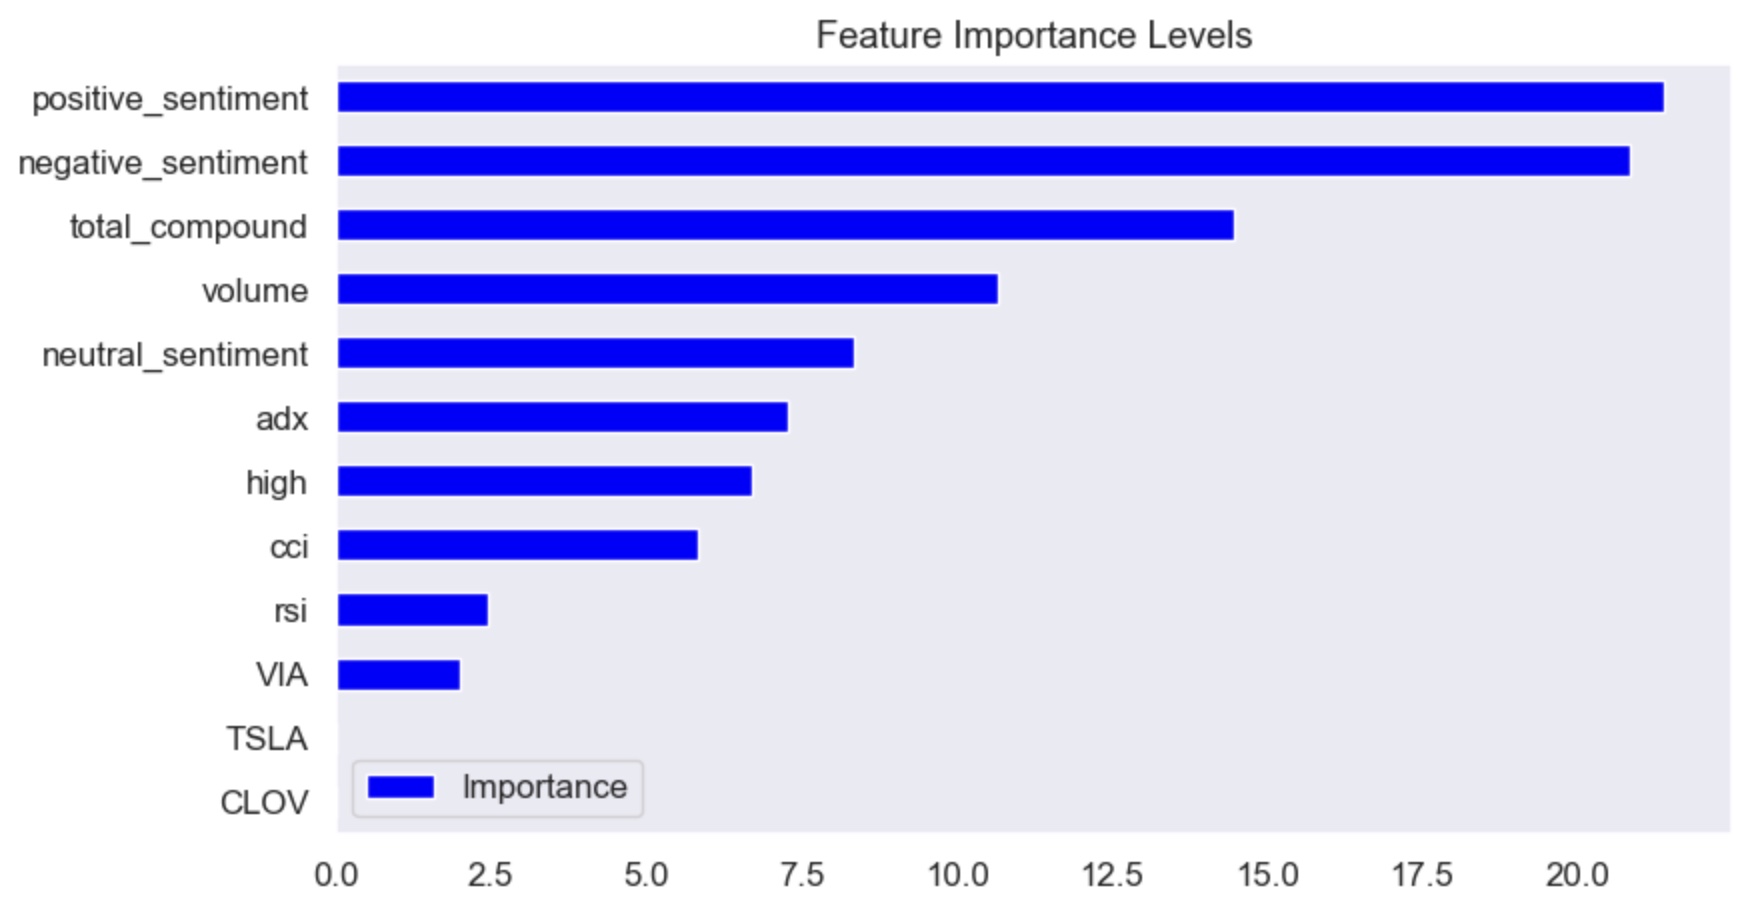 Feature Importance Levels
positive_sentiment
negative_sentiment
total_compound
volume
neutral_sentiment
adx
high
cci
rsi
VIA
TSLA
CLOV
Importance
0.0 2.5 5.0 7.5 10.0 12.5 15.0 17.5 20.0